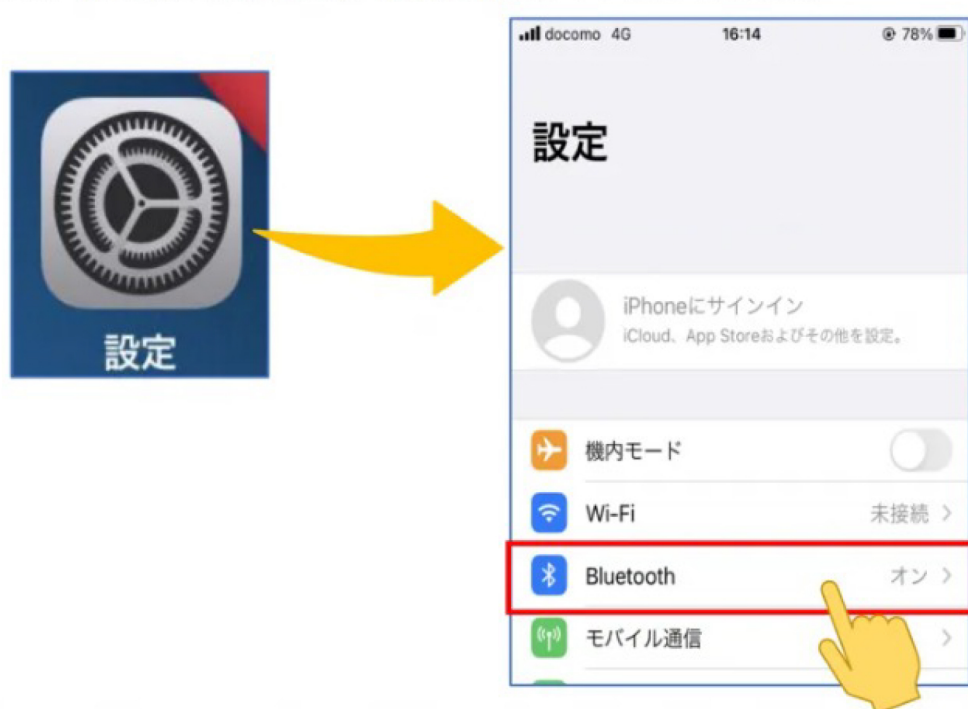 設定
docomo 4G 16:14 78%
設定
iPhoneにサインイン
iCloud、App Storeおよびその他を設定。
機内モード
Wi-Fi 未接続
Bluetooth オン
モバイル通信